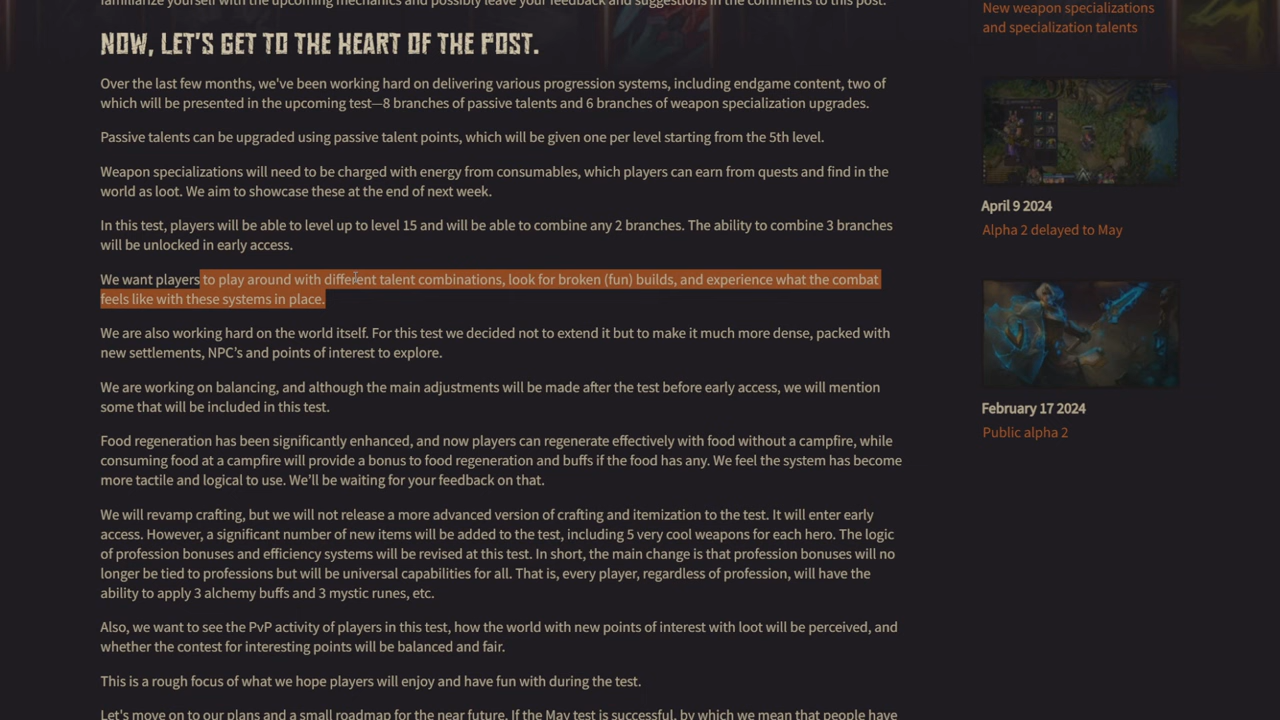 familiarize yourself with the upcoming mechanics and possibly leave your feedback and suggestions in the comments to this post.
NOW, LET'S GET TO THE HEART OF THE POST.
Over the last few months, we've been working hard on delivering various progression systems, including endgame content, two of
which will be presented in the upcoming test—8 branches of passive talents and 6 branches of weapon specialization upgrades.
Passive talents can be upgraded using passive talent points, which will be given one per level starting from the 5th level.
Weapon specializations will need to be charged with energy from consumables, which players can earn from quests and find in the
world as loot. We aim to showcase these at the end of next week.
In this test, players will be able to level up to level 15 and will be able to combine any 2 branches. The ability to combine 3 branches
will be unlocked in early access.
We want players to play around with different talent combinations, look for broken (fun) builds, and experience what the combat
feels like with these systems in place.
We are also working hard on the world itself. For this test we decided not to extend it but to make it much more dense, packed with
new settlements, NPC's and points of interest to explore.
We are working on balancing, and although the main adjustments will be made after the test before early access, we will mention
some that will be included in this test.
Food regeneration has been significantly enhanced, and now players can regenerate effectively with food without a campfire, while
consuming food at a campfire will provide a bonus to food regeneration and buffs if the food has any. We feel the system has become
more tactile and logical to use. We'll be waiting for your feedback on that.
We will revamp crafting, but we will not release a more advanced version of crafting and itemization to the test. It will enter early
access. However, a significant number of new items will be added to the test, including 5 very cool weapons for each hero. The logic
of profession bonuses and efficiency systems will be revised at this test. In short, the main change is that profession bonuses will no
longer be tied to professions but will be universal capabilities for all. That is, every player, regardless of profession, will have the
ability to apply 3 alchemy buffs and 3 mystic runes, etc.
Also, we want to see the PvP activity of players in this test, how the world with new points of interest with loot will be perceived, and
whether the contest for interesting points will be balanced and fair.
This is a rough focus of what we hope players will enjoy and have fun with during the test.
Let's move on to our plans and a small roadmap for the near future. If the May test is successful, by which we mean that people have
New weapon specializations
and specialization talents
April 9 2024
Alpha 2 delayed to May
February 17 2024
Public alpha 2